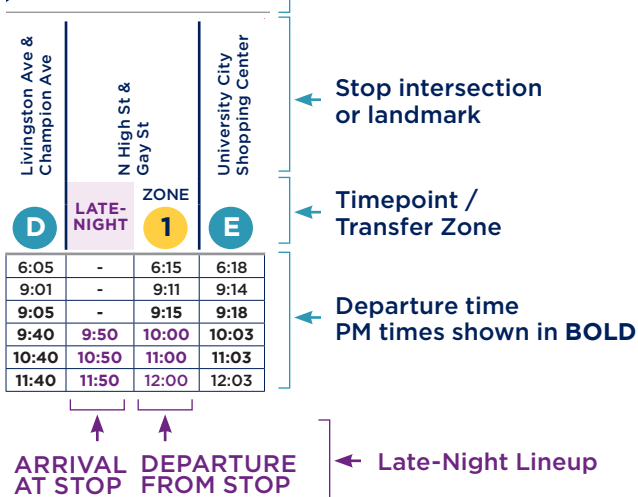 Livingston Ave &
Champion Ave
N High St &
Gay St
University City
Shopping Center
Stop intersection
or landmark
D
LATE-
NIGHT
ZONE
1
E
Timepoint /
Transfer Zone
6:05 - 6:15 6:18
9:01 - 9:11 9:14
9:05 - 9:15 9:18
9:40 9:50 10:00 10:03
10:40 10:50 11:00 11:03
11:40 11:50 12:00 12:03
Departure time
PM times shown in BOLD
ARRIVAL
AT STOP
DEPARTURE
FROM STOP
Late-Night Lineup